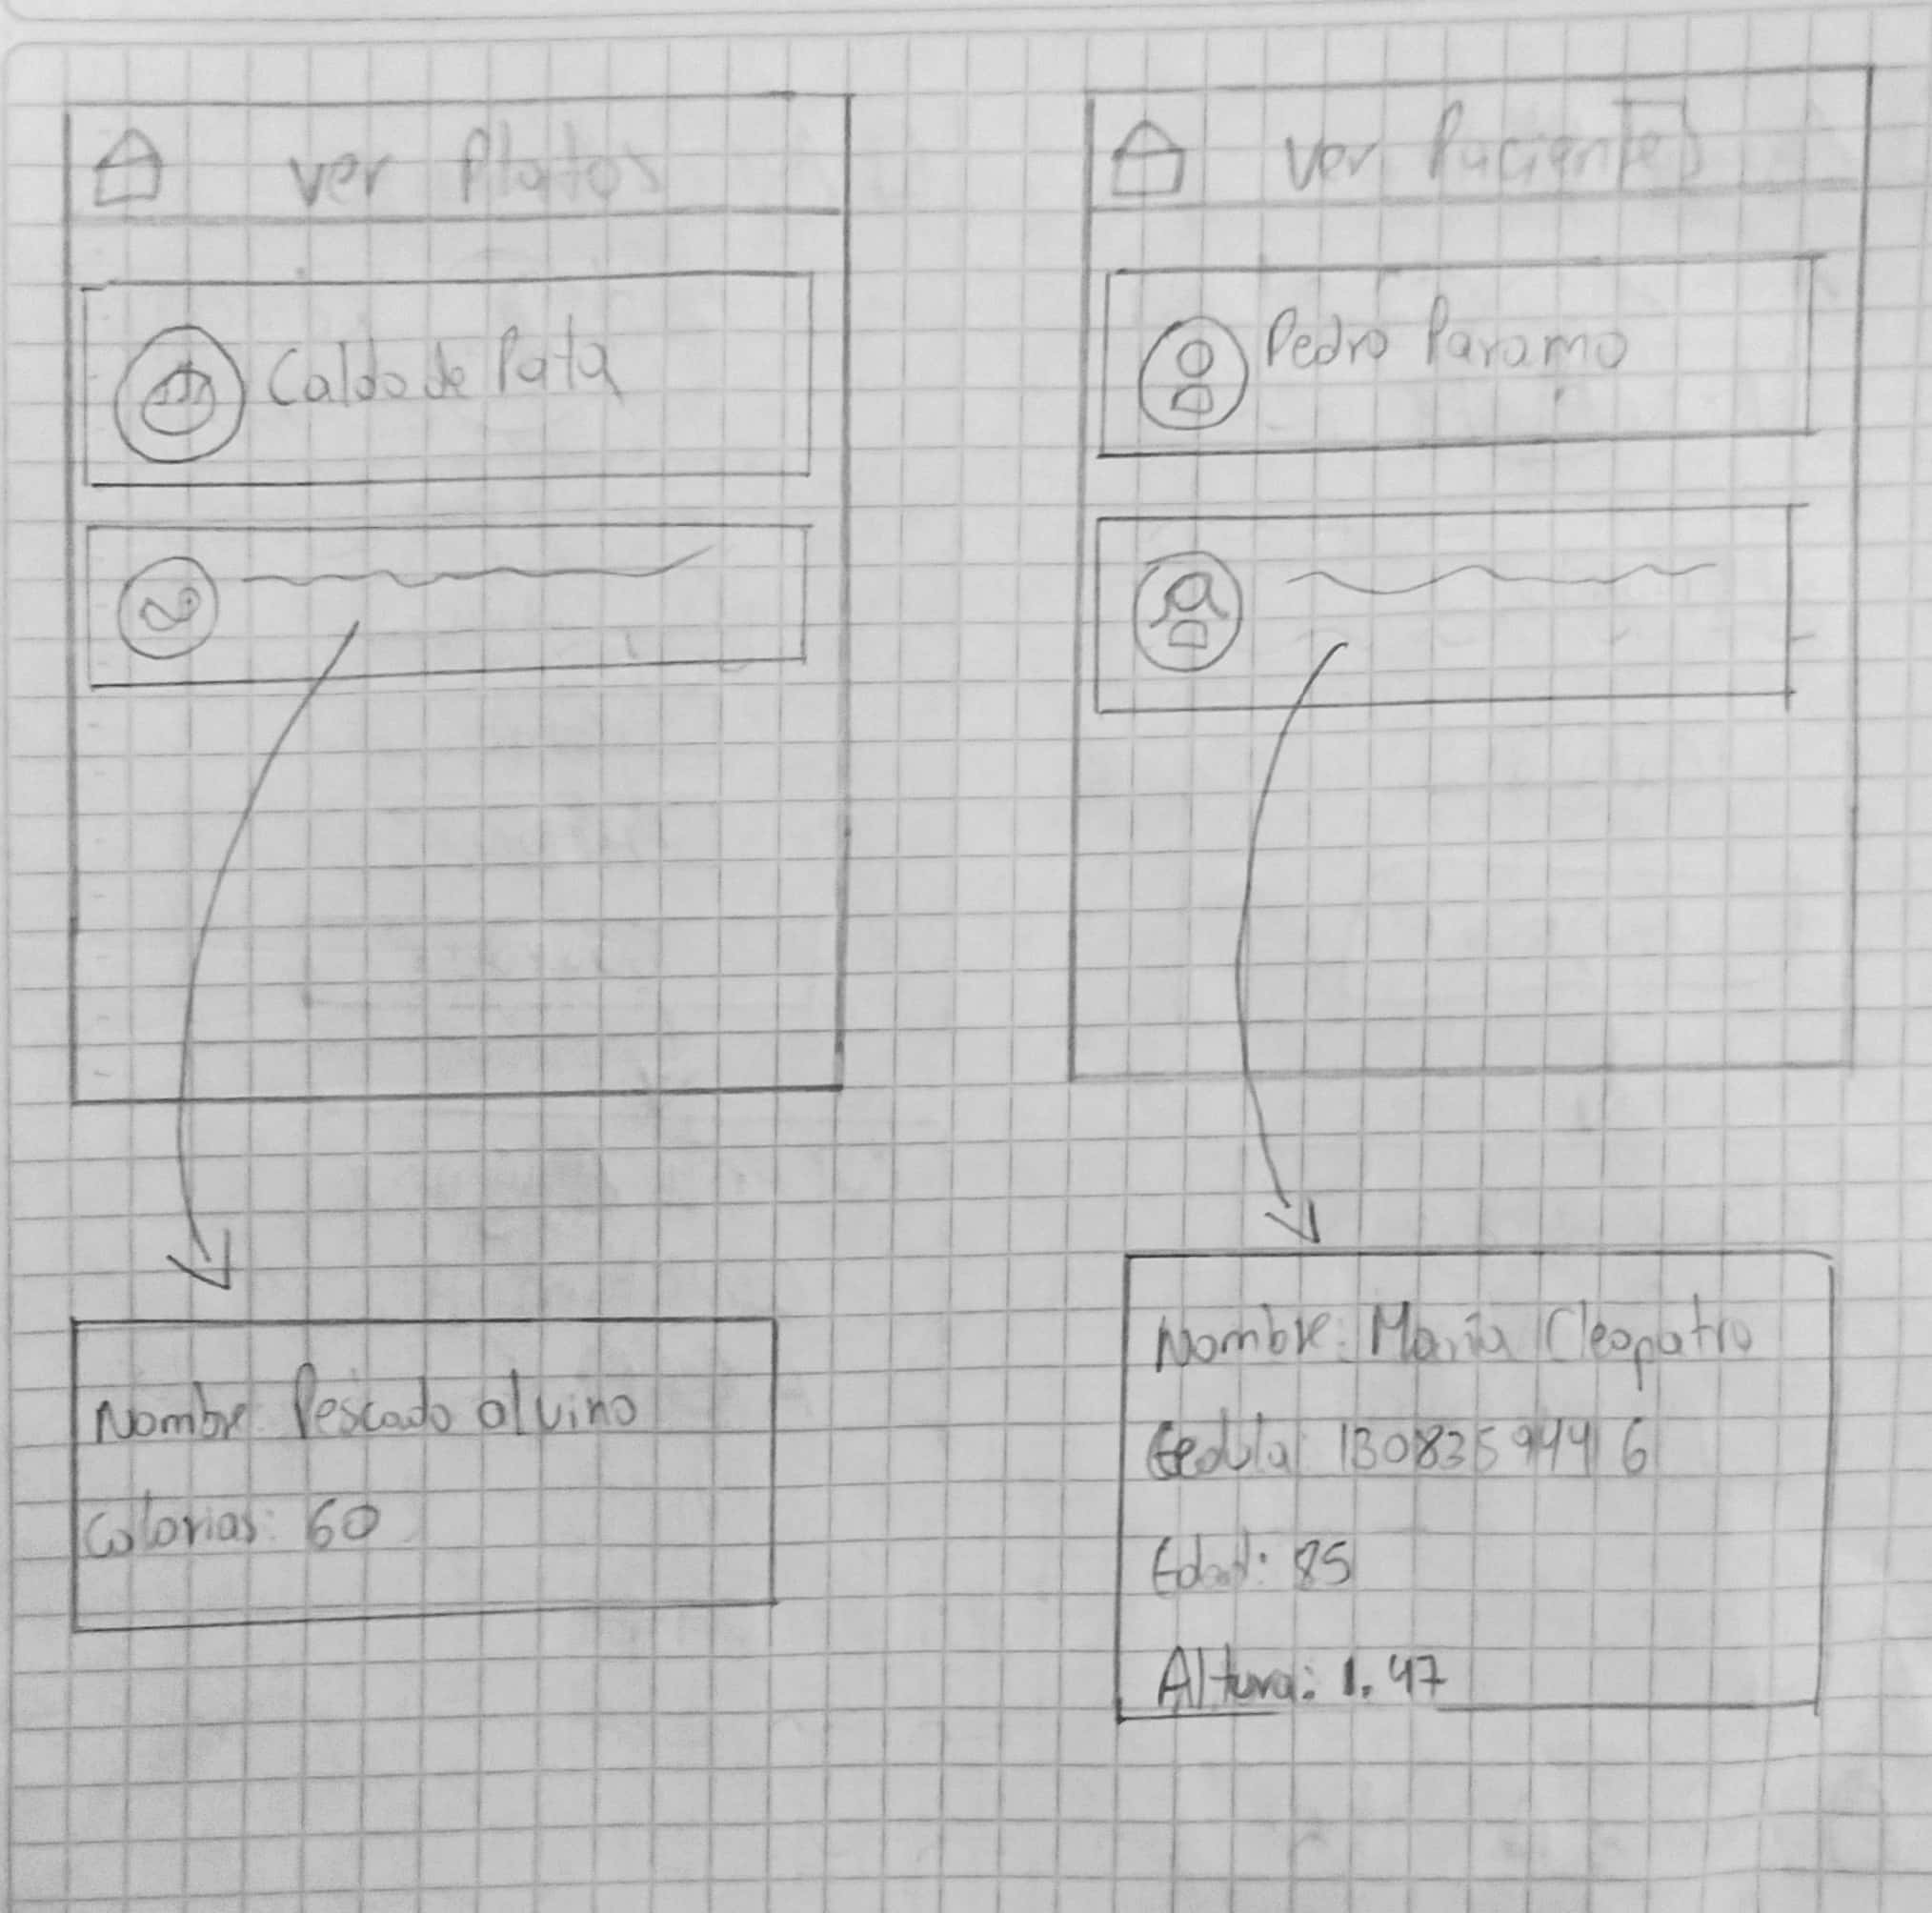 ver Platos
Caldo de Pata
Nombre: Pescado al vino
Calorias: 60
ver Pacientes
Pedro Paramo
Nombre: Maria Cleopatra
Cedula: 1308359446
Edad: 85
Altura: 1.47